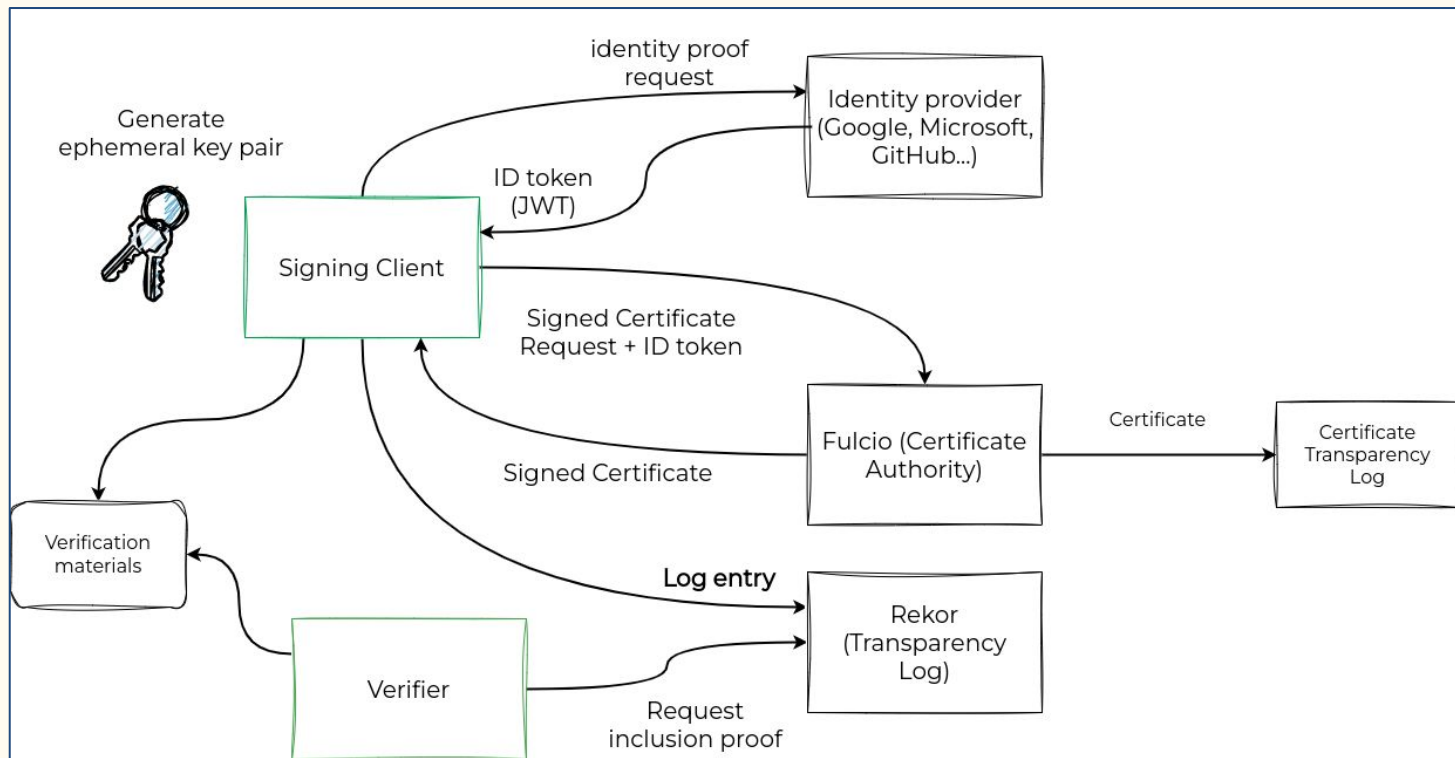 identity proof
request
Identity provider
(Google, Microsoft,
GitHub...)
Generate
ephemeral key pair
ID token
(JWT)
Signing Client
Signed Certificate
Request + ID token
Fulcio (Certificate
Authority)
Certificate
Certificate
Transparency
Log
Signed Certificate
Verification
materials
Log entry
Rekor
(Transparency
Log)
Verifier
Request
inclusion proof